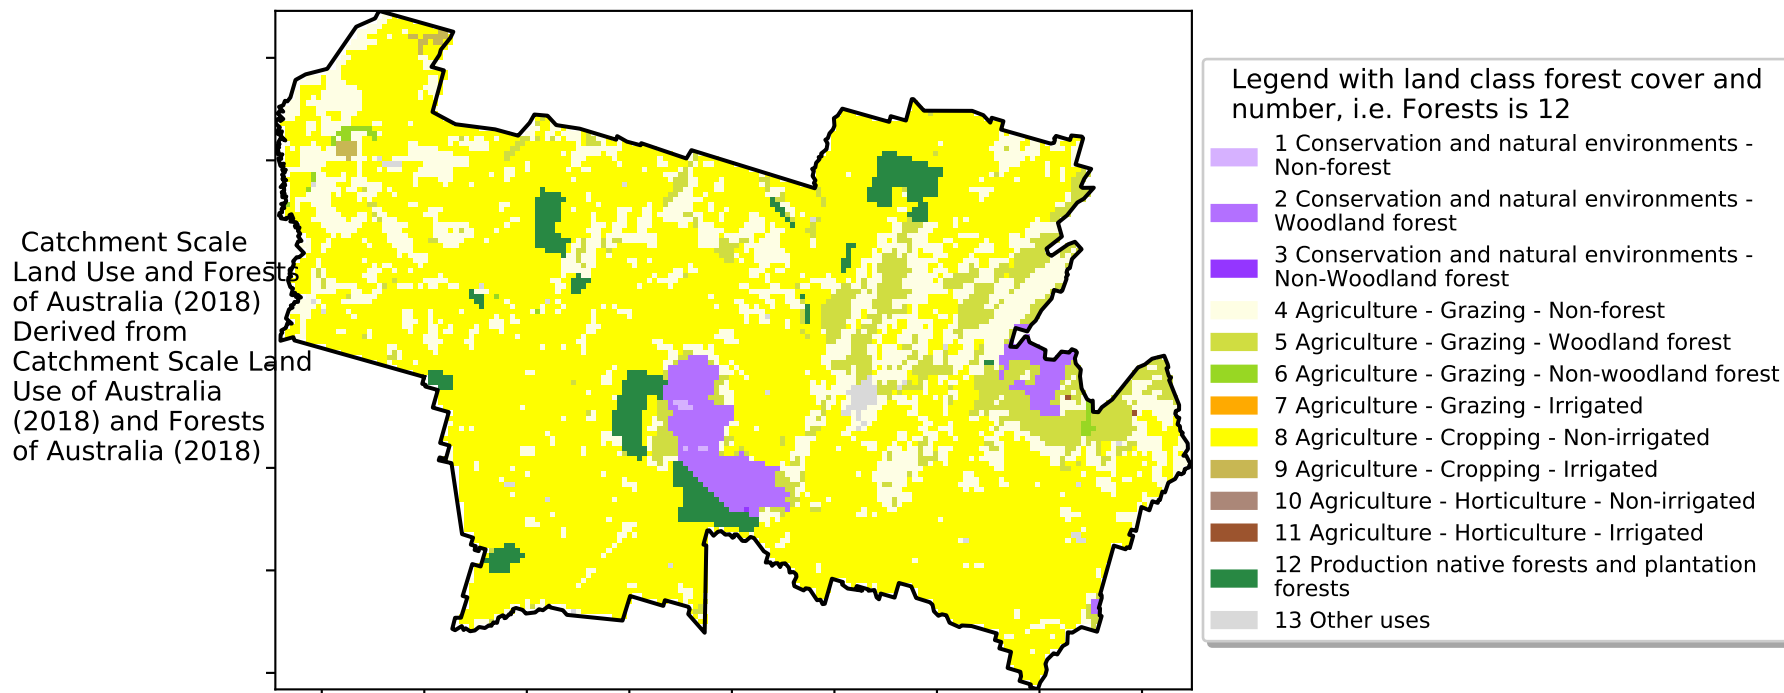 Catchment Scale
Land Use and Forests
of Australia (2018)
Derived from
Catchment Scale Land
Use of Australia
(2018) and Forests
of Australia (2018)
Legend with land class forest cover and
number, i.e. Forests is 12
1 Conservation and natural environments -
Non-forest
2 Conservation and natural environments -
Woodland forest
3 Conservation and natural environments -
Non-Woodland forest
4 Agriculture - Grazing - Non-forest
5 Agriculture - Grazing - Woodland forest
6 Agriculture - Grazing - Non-woodland forest
7 Agriculture - Grazing - Irrigated
8 Agriculture - Cropping - Non-irrigated
9 Agriculture - Cropping - Irrigated
10 Agriculture - Horticulture - Non-irrigated
11 Agriculture - Horticulture - Irrigated
12 Production native forests and plantation
forests
13 Other uses